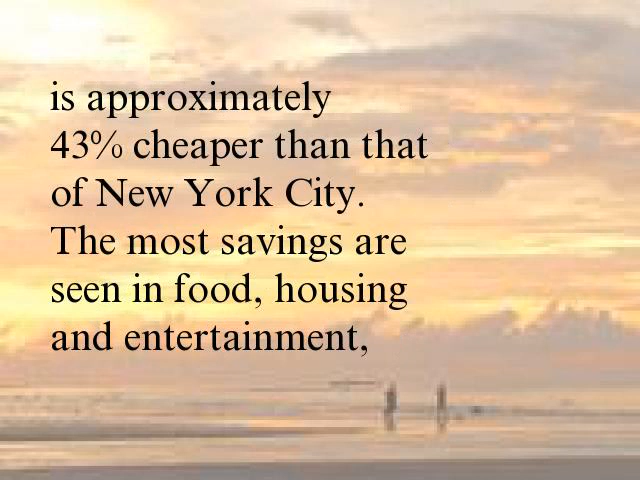 is approximately
43% cheaper than that
of New York City.
The most savings are
seen in food, housing
and entertainment,